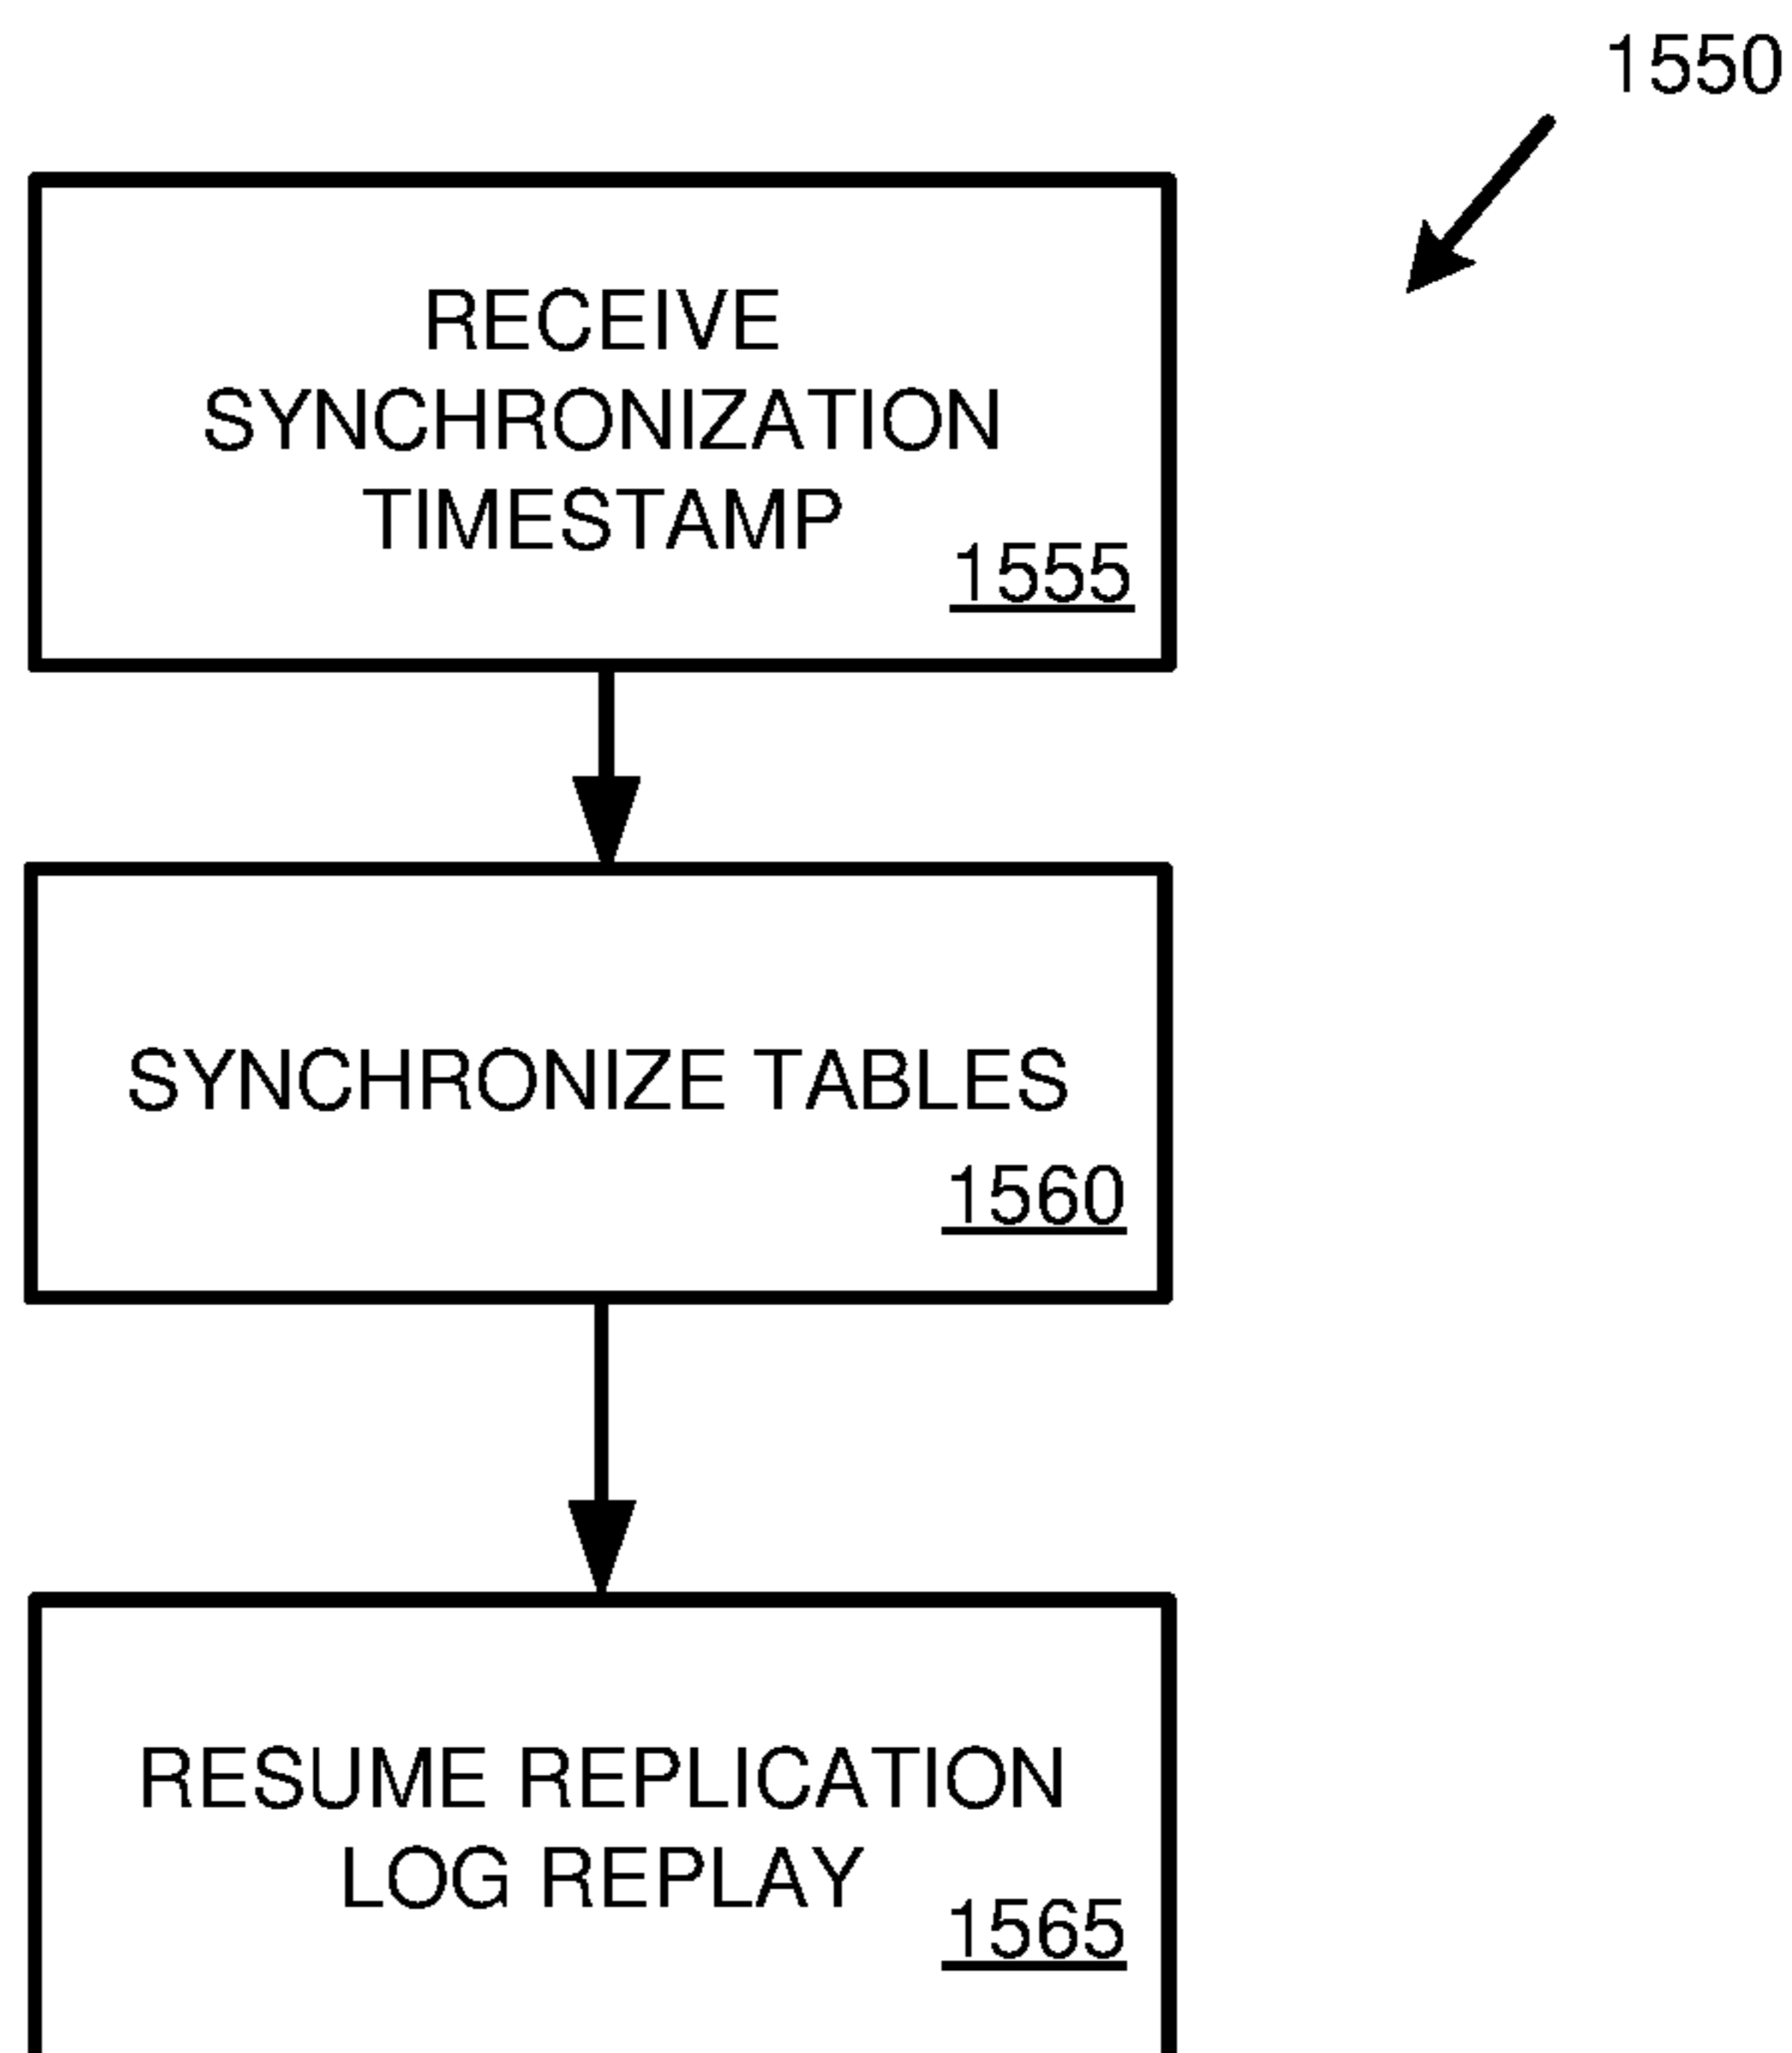 1550
RECEIVE
SYNCHRONIZATION
TIMESTAMP
1555
SYNCHRONIZE TABLES
1560
RESUME REPLICATION
LOG REPLAY
1565